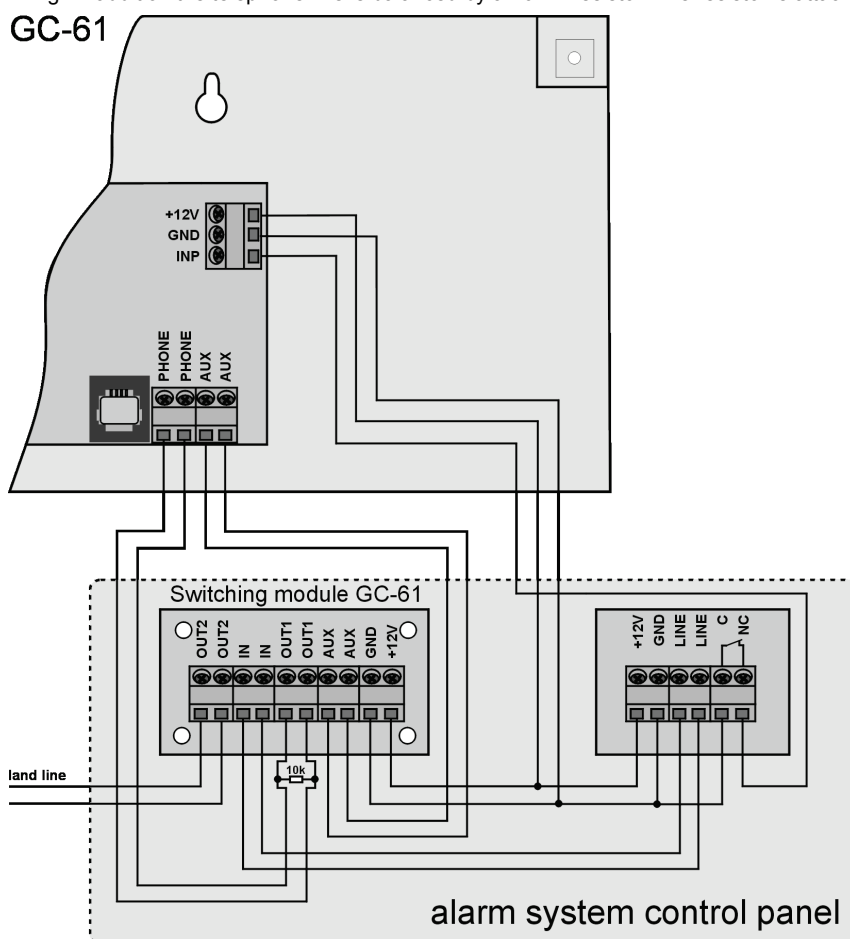 GC-61
+12V
GND
INP
PHONE
PHONE
AUX
AUX
Switching module GC-61
OUT2
OUT2
IN
IN
OUT1
OUT1
AUX
AUX
GND
+12V
+12V
GND
LINE
LINE
C
NC
land line
10k
alarm system control panel